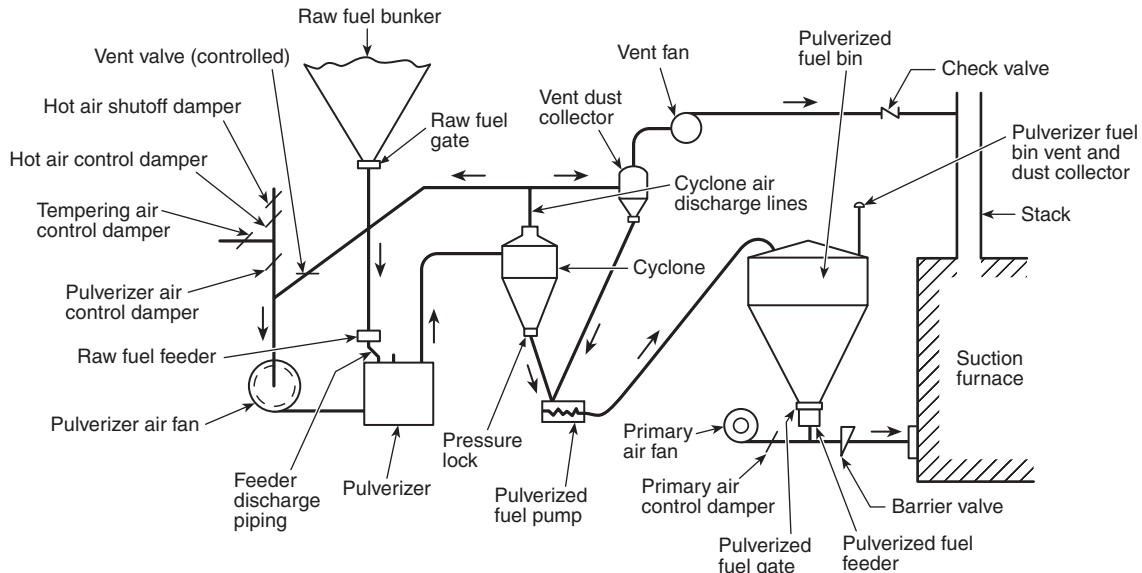 Raw fuel bunker
Vent valve (controlled)
Hot air shutoff damper
Hot air control damper
Tempering air
control damper
Pulverizer air
control damper
Raw fuel feeder
Pulverizer air fan
Feeder
discharge
piping
Pulverizer
Raw fuel
gate
Vent dust
collector
Vent fan
Cyclone air
discharge lines
Cyclone
Pressure
lock
Pulverized
fuel pump
Pulverized
fuel bin
Check valve
Pulverizer fuel
bin vent and
dust collector
Stack
Suction
furnace
Primary
air fan
Primary air
control damper
Pulverized
fuel gate
Pulverized fuel
feeder
Barrier valve